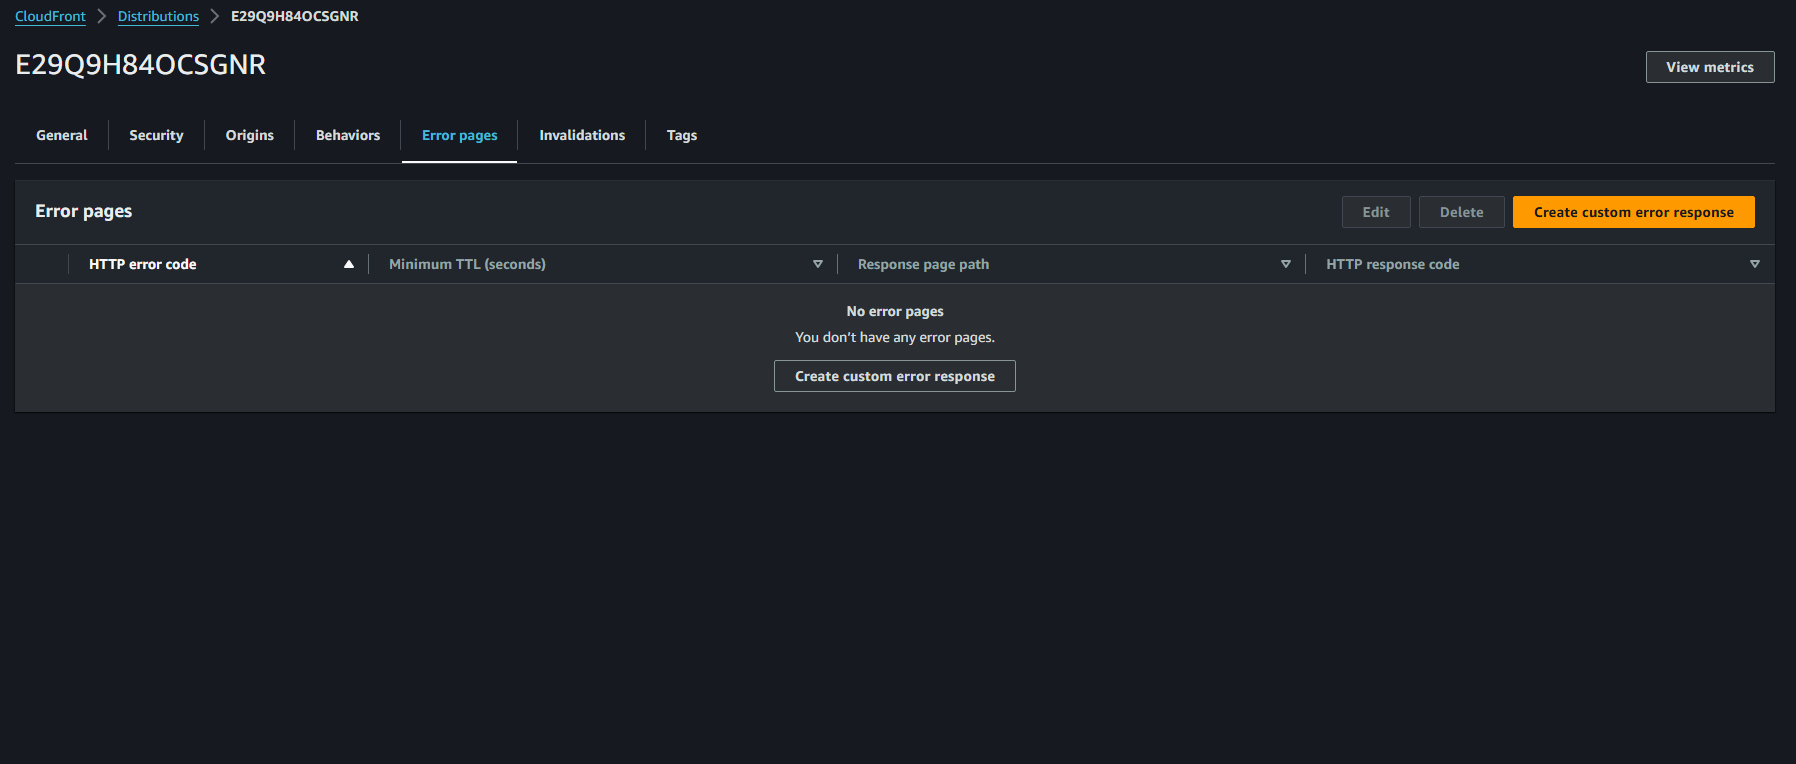 CloudFront > Distributions > E29Q9H84OCSGNR
E29Q9H84OCSGNR
View metrics
General
Security
Origins
Behaviors
Error pages
Invalidations
Tags
Error pages
Edit
Delete
Create custom error response
HTTP error code
Minimum TTL (seconds)
Response page path
HTTP response code
No error pages
You don't have any error pages.
Create custom error response